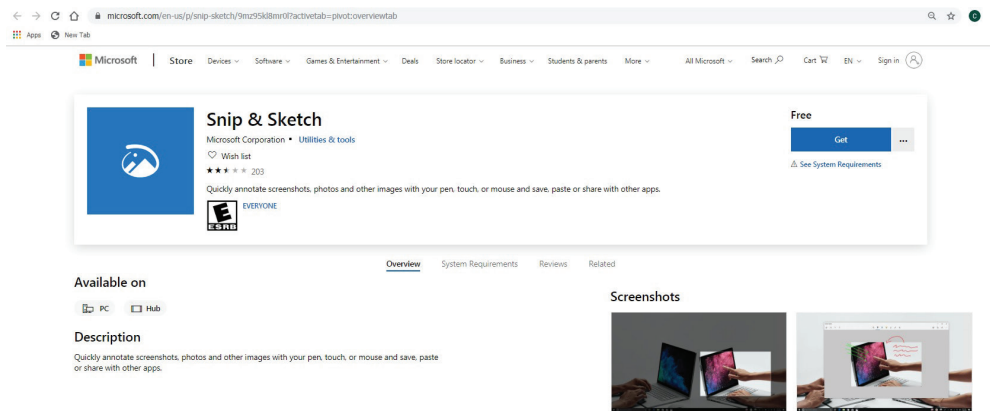 microsoft.com/en-us/p/snip-sketch/9mz95kl8mr0l?activetab=pivot:overviewtab
C
Apps New Tab
Microsoft Store Devices Software Games & Entertainment Deals Store locator Business Students & parents More All Microsoft Search Cart EN Sign in
Snip & Sketch
Microsoft Corporation • Utilities & tools
Wish list
203
Quickly annotate screenshots, photos and other images with your pen, touch, or mouse and save, paste or share with other apps.
E
ESRB
EVERYONE
Free
Get ...
See System Requirements
Overview System Requirements Reviews Related
Available on
PC Hub
Description
Quickly annotate screenshots, photos and other images with your pen, touch, or mouse and save, paste
or share with other apps.
Screenshots